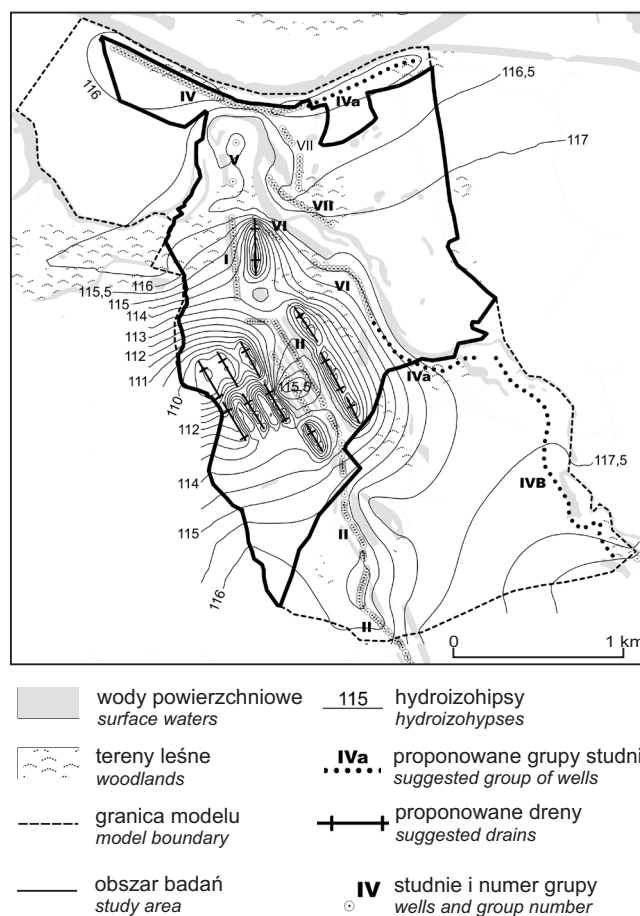 116
IV
IVa
116,5
VII
117
V
VII
VI
I
VI
116
115,5
115
114
113
112
111
II
IVa
110
115,5
112
117,5
114
IVB
115
II
116
II
0
1 km
wody powierzchniowe
surface waters
115
hydroizohipsy
hydroizohypses
tereny leśne
woodlands
IVa
proponowane grupy studni
suggested group of wells
granica modelu
model boundary
proponowane dreny
suggested drains
obszar badań
study area
IV
studnie i numer grupy
wells and group number